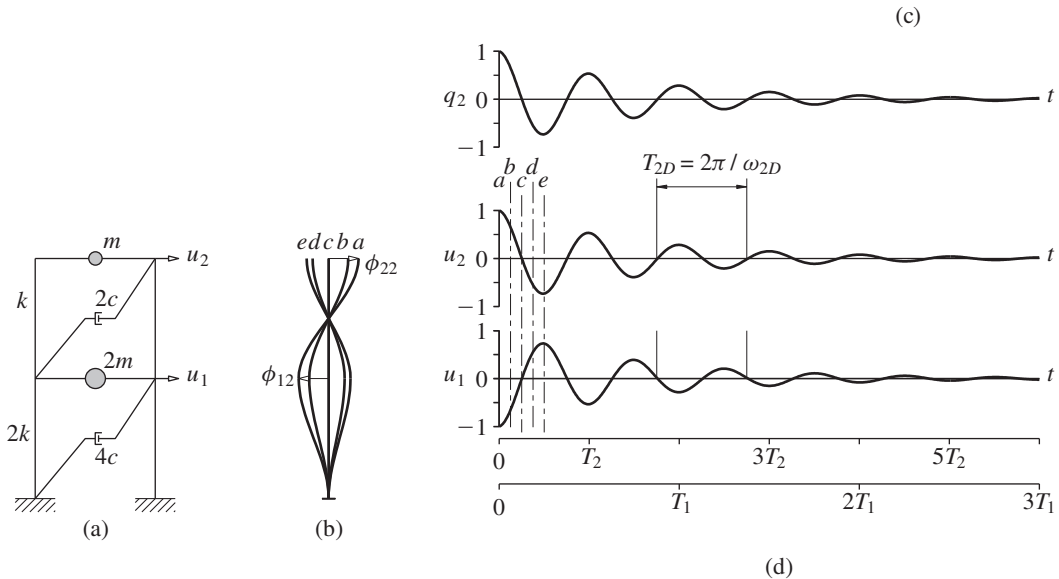 (c)
1
q₂ 0
−1
t
T₂D = 2π / ω₂D
a b c d e
1
u₂ 0
−1
t
1
u₁ 0
−1
t
0 T₂ 3T₂ 5T₂
0 T₁ 2T₁ 3T₁
(d)
m
u₂
k
2c
2m
u₁
2k
4c
(a)
e d c b a
ϕ₂₂
ϕ₁₂
(b)